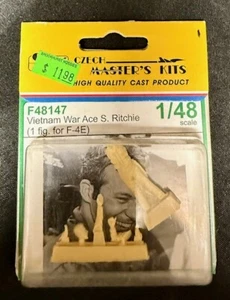 CZECH
MASTER'S KITS
HIGH QUALITY CAST PRODUCT
$ 11.98
F48147
1/48
Vietnam War Ace S. Ritchie
scale
(1 fig. for F-4E)